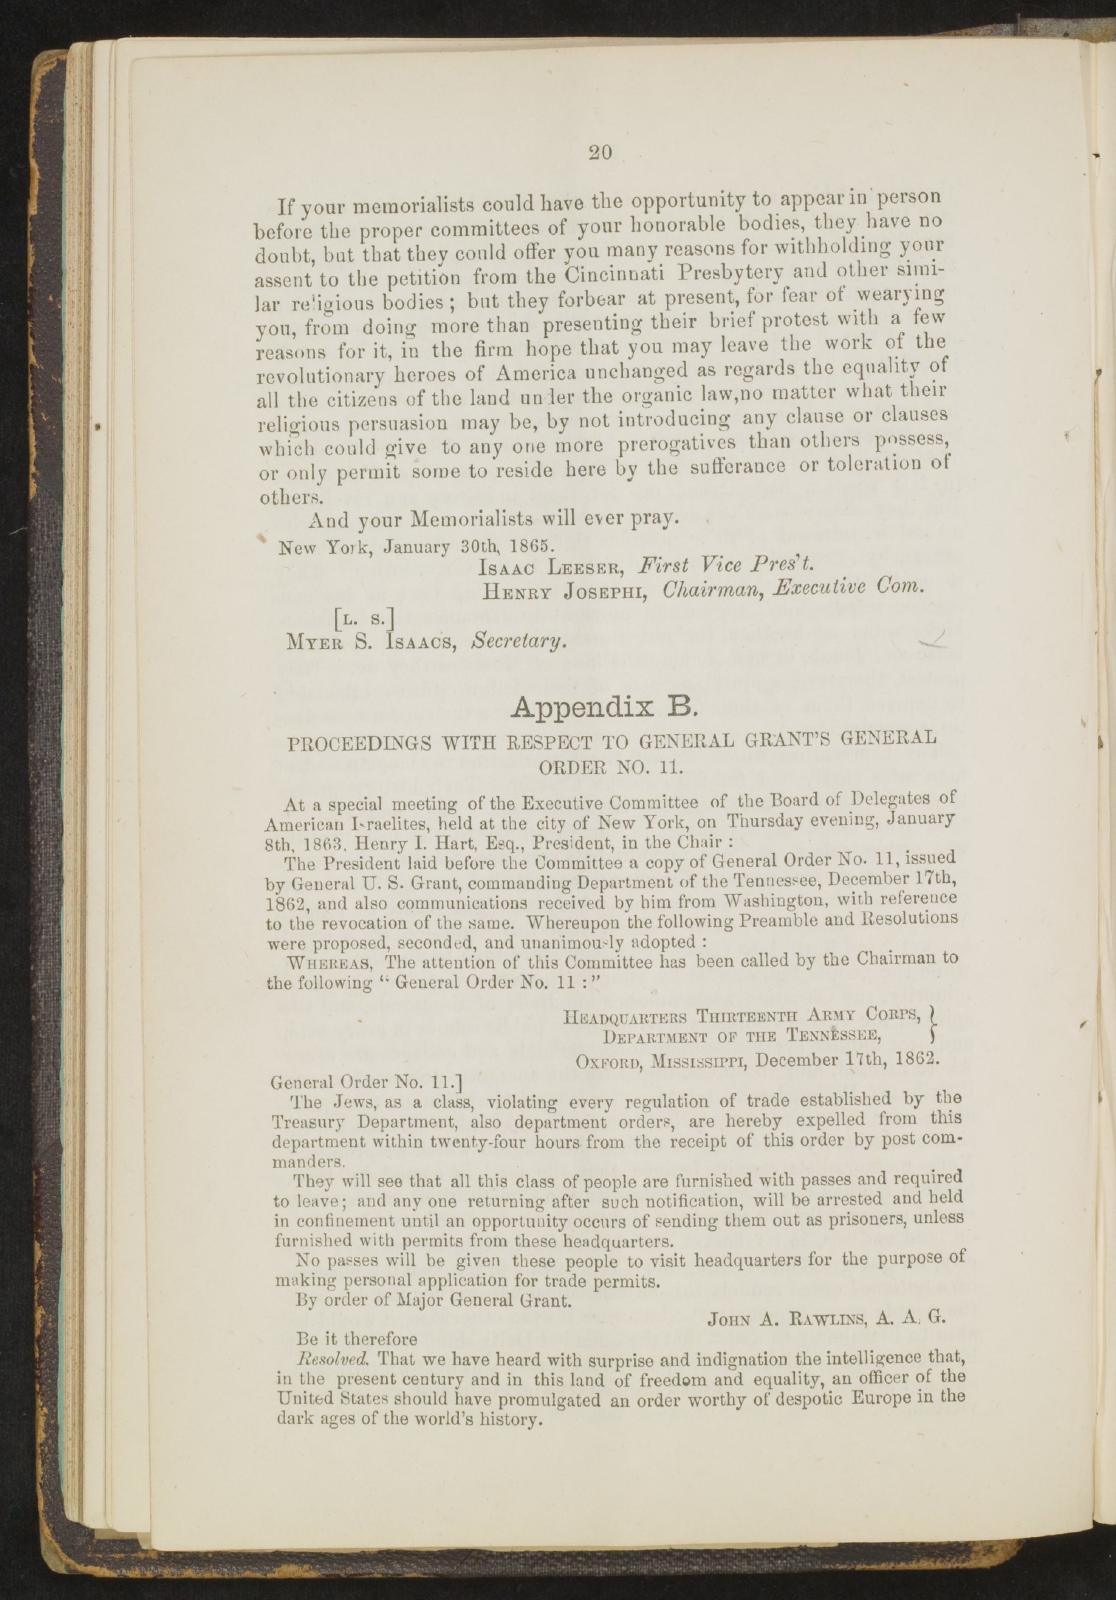 20
If your memorialists could have the opportunity to appear in person
before the proper committees of your honorable bodies, they have no
doubt, but that they could offer you many reasons for withholding your
assent to the petition from the Cincinnati Presbytery and other simi-
lar religious bodies; but they forbear at present, for fear of wearying
you, from doing more than presenting their brief protest with a few
reasons for it, in the firm hope that you may leave the work of the
revolutionary heroes of America unchanged as regards the equality of
all the citizens of the land under the organic law, no matter what their
religious persuasion may be, by not introducing any clause or clauses
which could give to any one more prerogatives than others possess,
or only permit some to reside here by the sufferance or toleration of
others.
And your Memorialists will ever pray.
New York, January 30th, 1865.
ISAAC LEESER, First Vice Pres't.
HENRY JOSEPHI, Chairman, Executive Com.
[L. S.]
MYER S. ISAACS, Secretary.
Appendix B.
PROCEEDINGS WITH RESPECT TO GENERAL GRANT'S GENERAL
ORDER NO. 11.
At a special meeting of the Executive Committee of the Board of Delegates of
American Israelites, held at the city of New York, on Thursday evening, January
8th, 1863, Henry I. Hart, Esq., President, in the Chair:
The President laid before the Committee a copy of General Order No. 11, issued
by General U. S. Grant, commanding Department of the Tennessee, December 17th,
1862, and also communications received by him from Washington, with reference
to the revocation of the same. Whereupon the following Preamble and Resolutions
were proposed, seconded, and unanimously adopted:
WHEREAS, The attention of this Committee has been called by the Chairman to
the following "General Order No. 11:"
HEADQUARTERS THIRTEENTH ARMY CORPS, }
DEPARTMENT OF THE TENNESSEE, }
OXFORD, MISSISSIPPI, December 17th, 1862.
General Order No. 11.]
The Jews, as a class, violating every regulation of trade established by the
Treasury Department, also department orders, are hereby expelled from this
department within twenty-four hours from the receipt of this order by post com-
manders.
They will see that all this class of people are furnished with passes and required
to leave; and any one returning after such notification, will be arrested and held
in confinement until an opportunity occurs of sending them out as prisoners, unless
furnished with permits from these headquarters.
No passes will be given these people to visit headquarters for the purpose of
making personal application for trade permits.
By order of Major General Grant.
JOHN A. RAWLINS, A. A. G.
Be it therefore
Resolved. That we have heard with surprise and indignation the intelligence that,
in the present century and in this land of freedom and equality, an officer of the
United States should have promulgated an order worthy of despotic Europe in the
dark ages of the world's history.